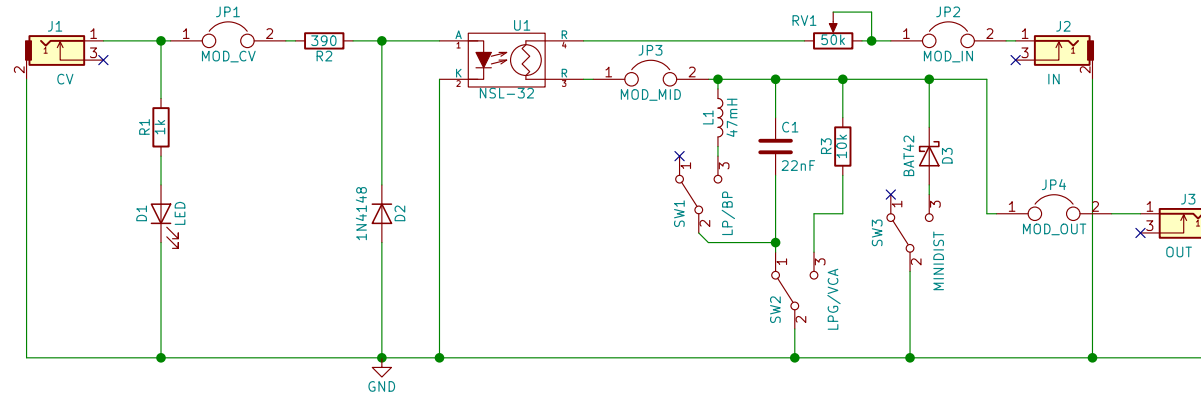 J1
1
1
3
2
CV
JP1
1
2
MOD_CV
390
R2
U1
A
1
K
2
R
4
R
3
NSL-32
RV1
50k
JP2
1
2
MOD_IN
J2
1
1
3
2
IN
JP3
1
2
MOD_MID
R1
1k
D1
LED
1N4148
D2
GND
L1
47mH
C1
22nF
R3
10k
BAT42
D3
1
3
2
SW1
LP/BP
1
3
2
SW2
LPG/VCA
1
3
2
SW3
MINIDIST
JP4
1
2
MOD_OUT
J3
1
1
3
OUT